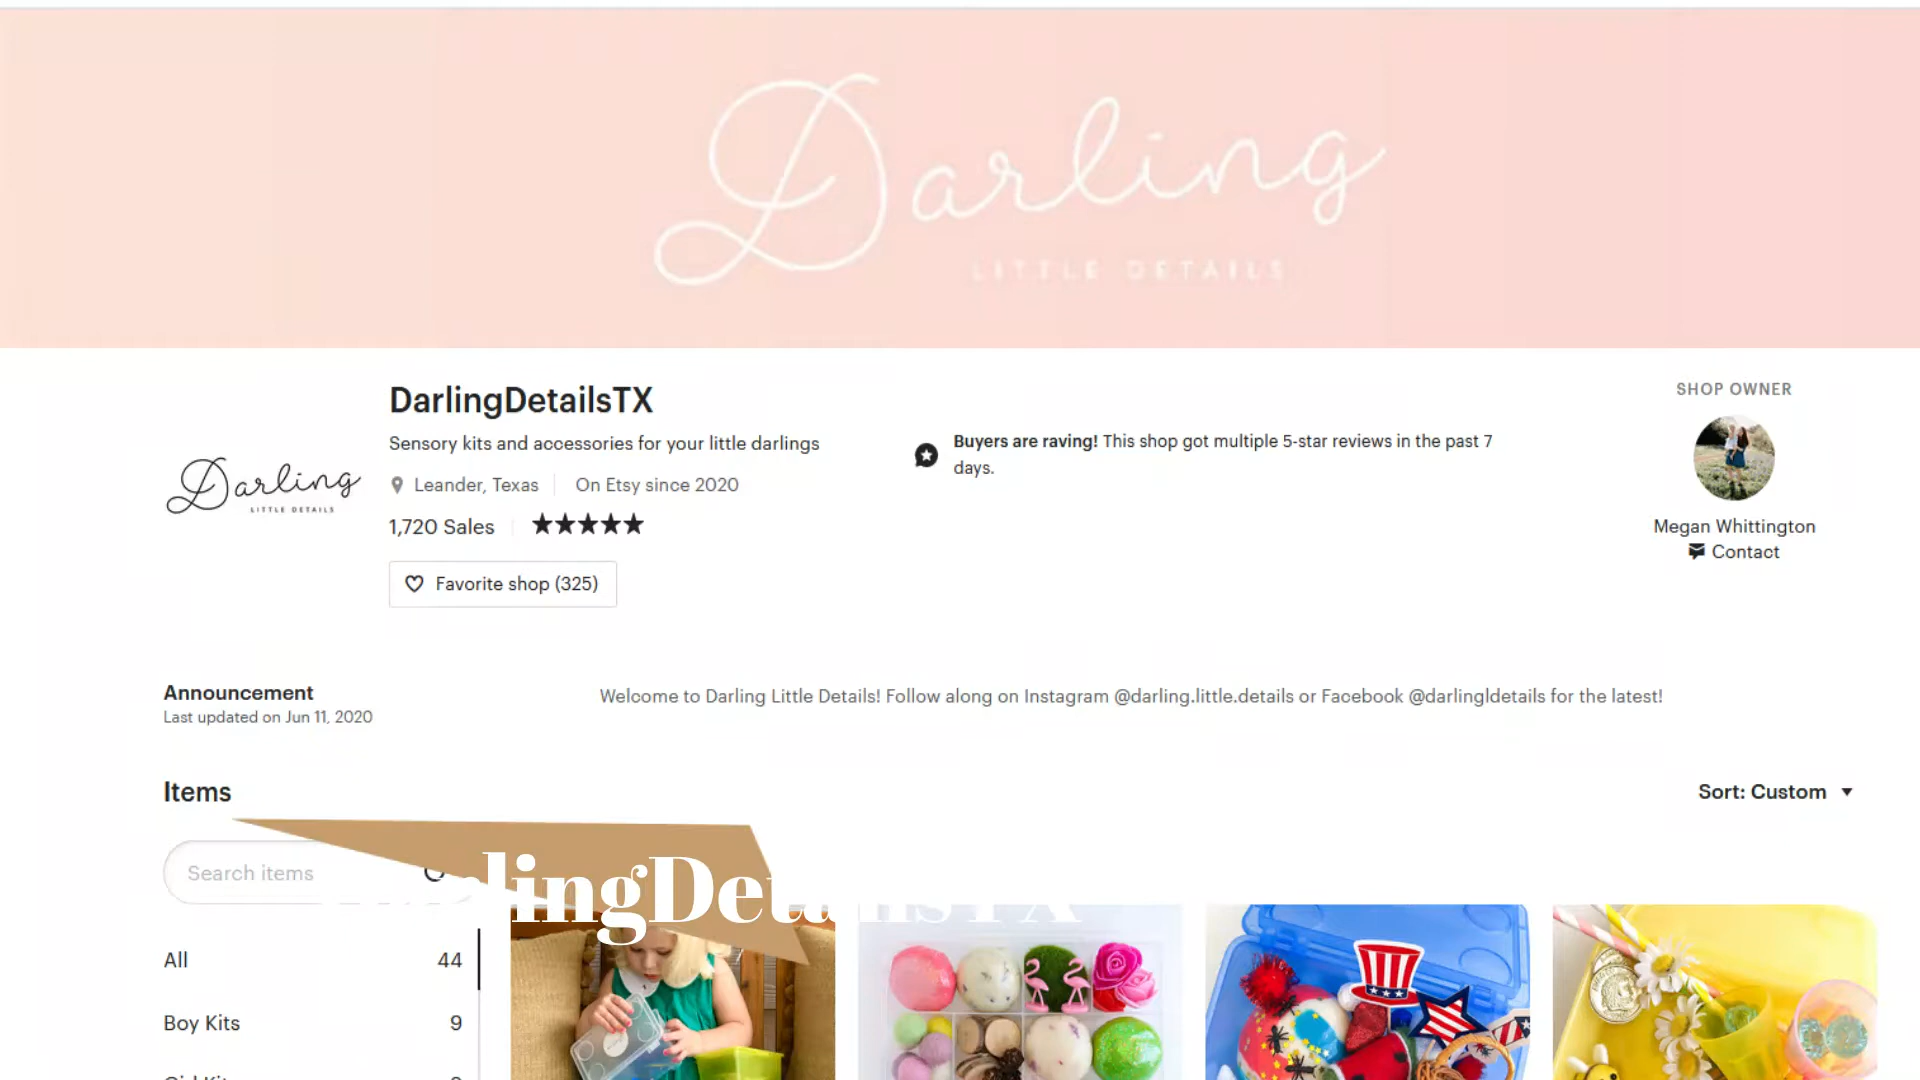 Darling
LITTLE DETAILS
DarlingDetailsTX
Sensory kits and accessories for your little darlings
Leander, Texas
On Etsy since 2020
1,720 Sales
Favorite shop (325)
Darling
LITTLE DETAILS
Buyers are raving! This shop got multiple 5-star reviews in the past 7
days.
SHOP OWNER
Megan Whittington
Contact
Announcement
Last updated on Jun 11, 2020
Welcome to Darling Little Details! Follow along on Instagram @darling.little.details or Facebook @darlingldetails for the latest!
Items
Sort: Custom
Search items
DarlingDetailsTX
All
44
Boy Kits
9